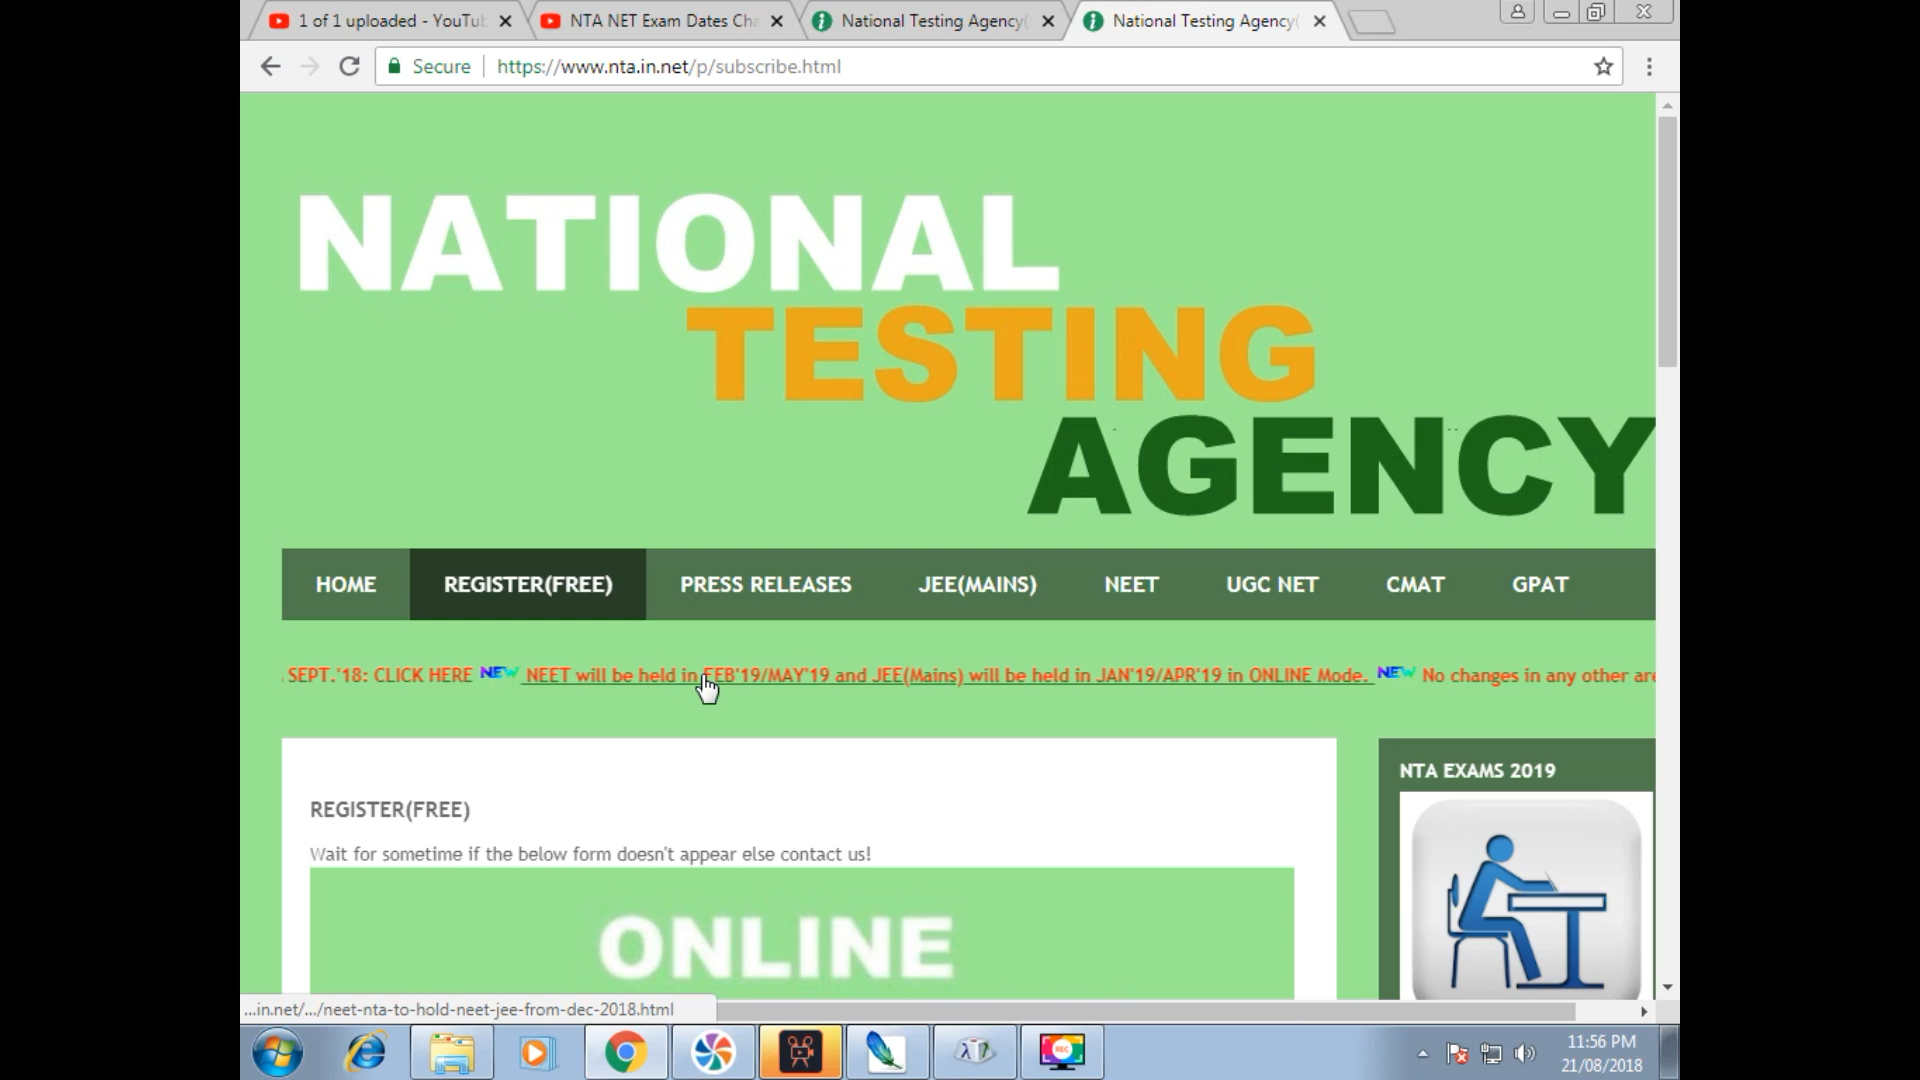 1 of 1 uploaded - YouTu
NTA NET Exam Dates Ch
National Testing Agency(
National Testing Agency(
Secure
https://www.nta.in.net/p/subscribe.html
NATIONAL
TESTING
AGENCY
HOME
REGISTER(FREE)
PRESS RELEASES
JEE(MAINS)
NEET
UGC NET
CMAT
GPAT
SEPT.'18: CLICK HERE NEW NEET will be held in FEB'19/MAY'19 and JEE(Mains) will be held in JAN'19/APR'19 in ONLINE Mode. NEW No changes in any other
NTA EXAMS 2019
REGISTER(FREE)
Wait for sometime if the below form doesn't appear else contact us!
ONLINE
...in.net/.../neet-nta-to-hold-neet-jee-from-dec-2018.html
REC
11:56 PM
21/08/2018